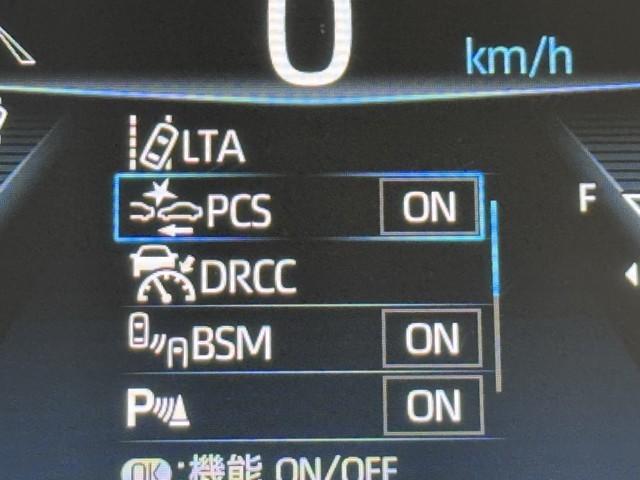 0
km/h
LTA
PCS ON
F
DRCC
BSM ON
P ON
OK:機能 ON/OFF